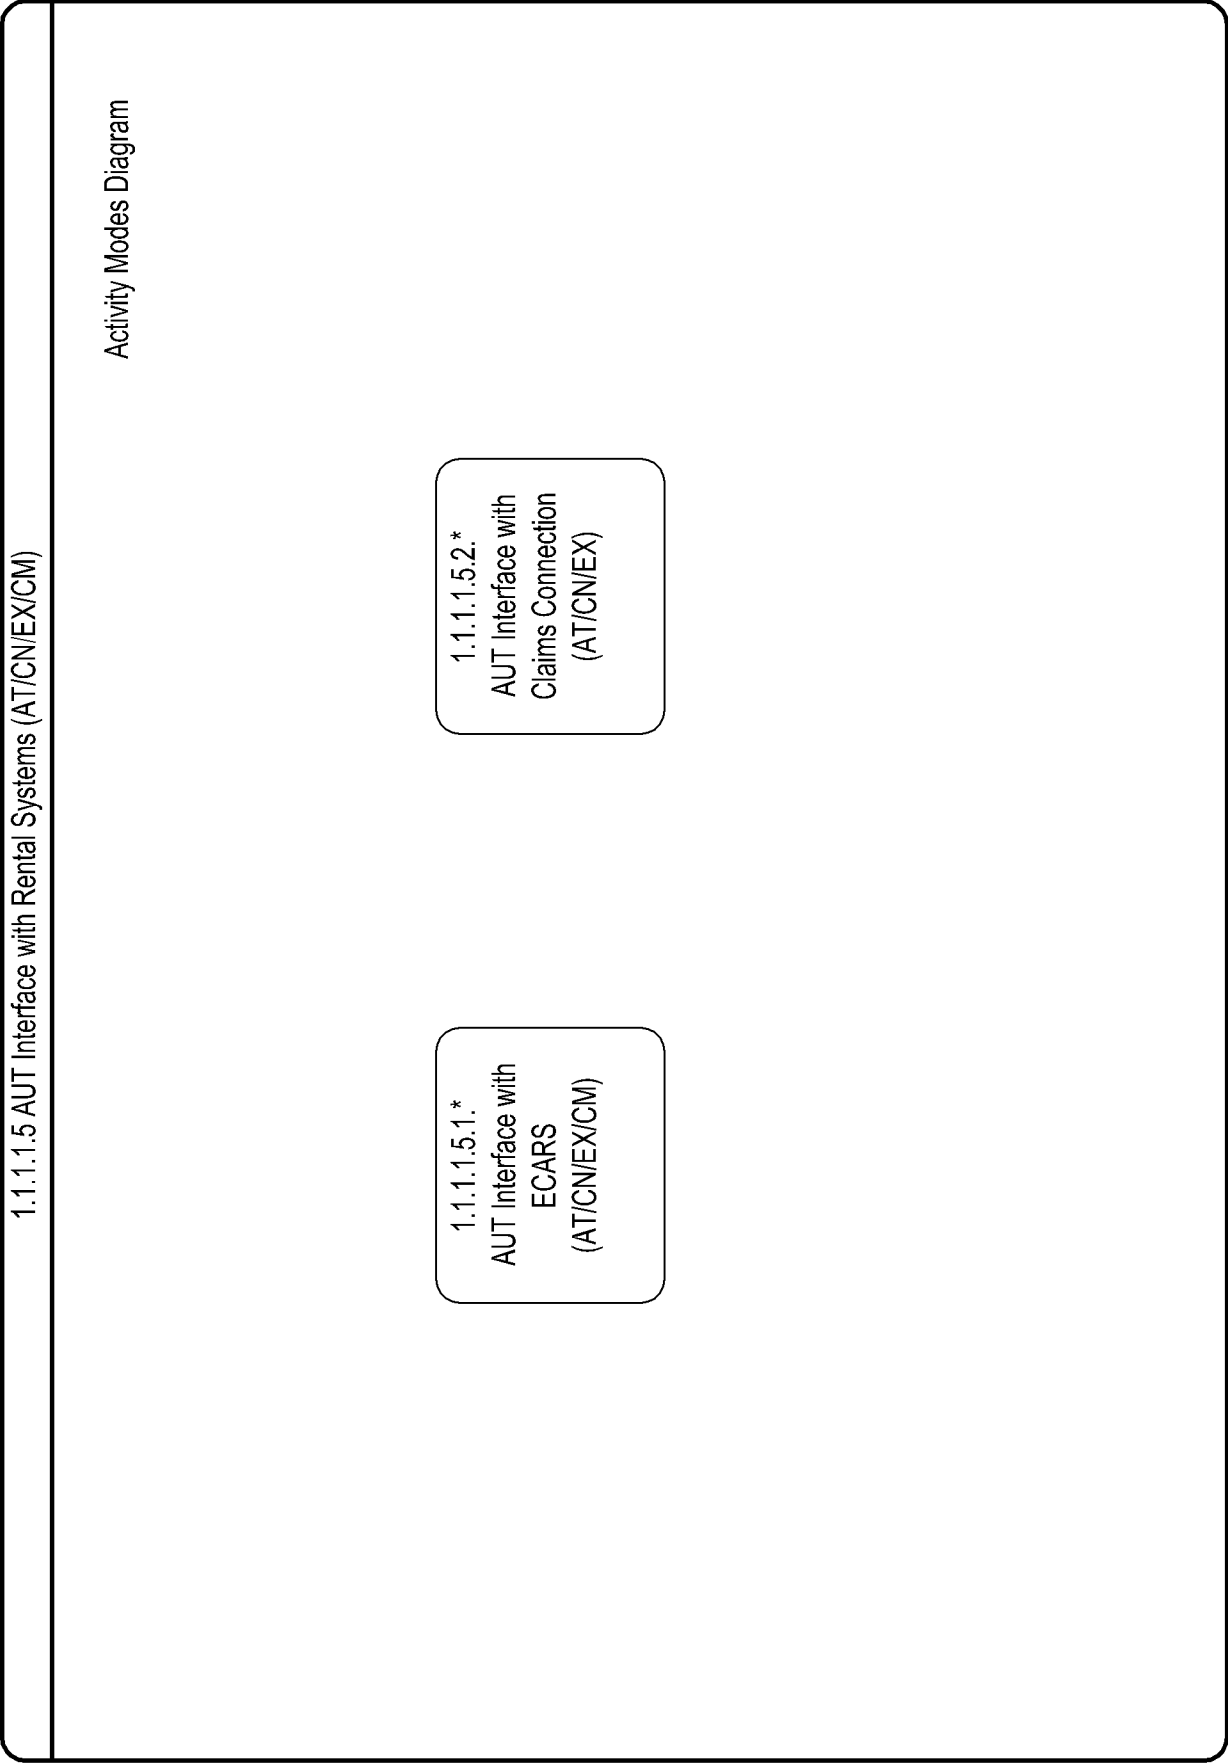 1.1.1.1.5 AUT Interface with Rental Systems (AT/CN/EX/CM)
Activity Modes Diagram
1.1.1.1.5.1.*
AUT Interface with
ECARS
(AT/CN/EX/CM)
1.1.1.1.5.2.*
AUT Interface with
Claims Connection
(AT/CN/EX)